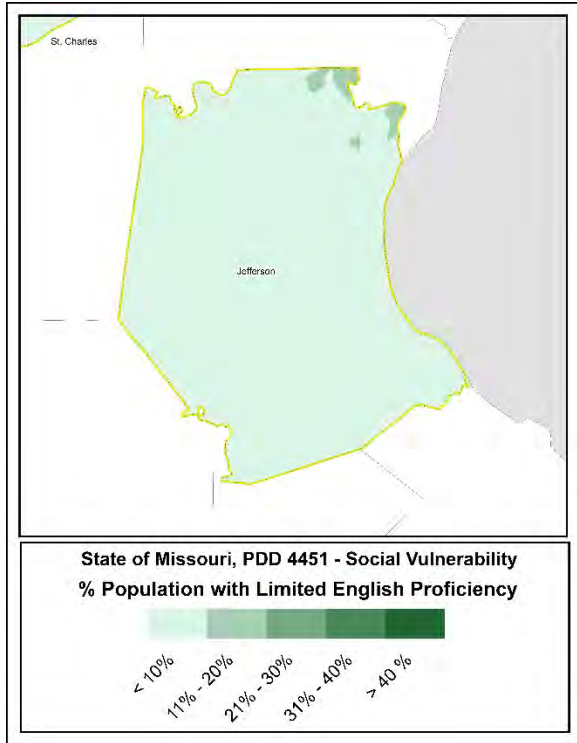 St. Charles
Jefferson
State of Missouri, PDD 4451 - Social Vulnerability
% Population with Limited English Proficiency
< 10%
11% - 20%
21% - 30%
31% - 40%
> 40 %